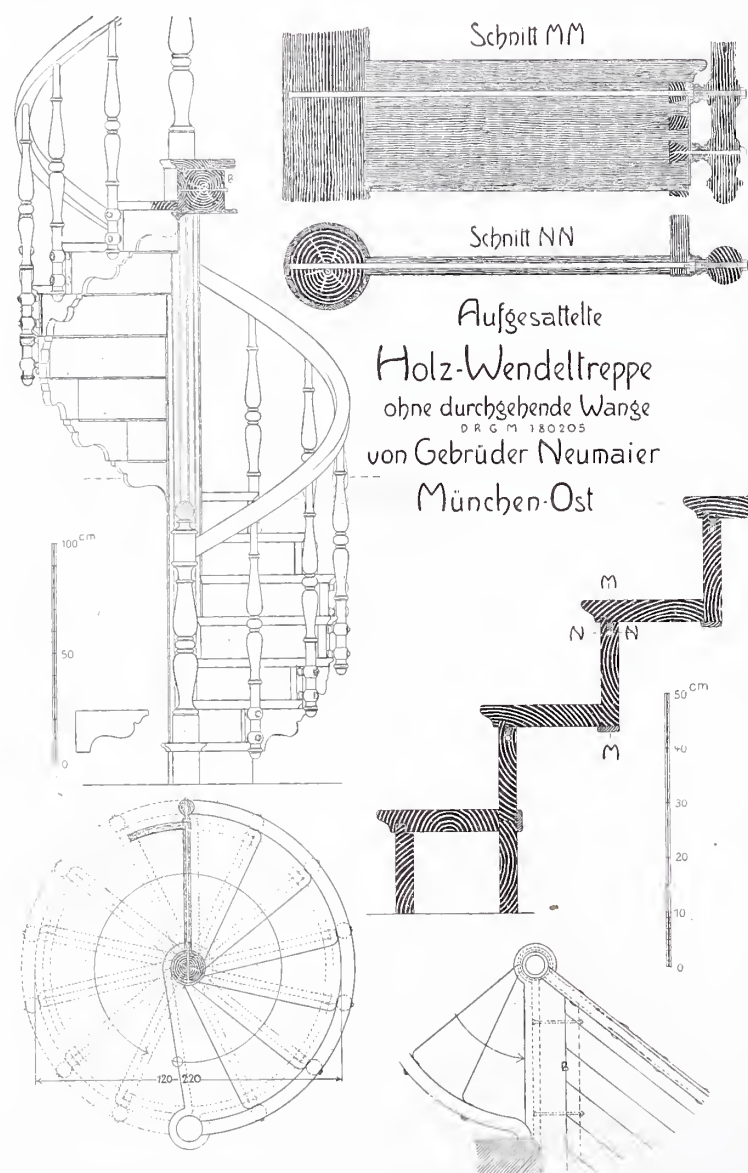 Schnitt MM
B
Schnitt NN
Aufgesattelte
Holz-Wendeltreppe
ohne durchgehende Wange
D R G M 180205
von Gebrüder Neumaier
München-Ost
100 cm
50
0
M
N N
M
50 cm
40
30
20
10
0
120-220
B